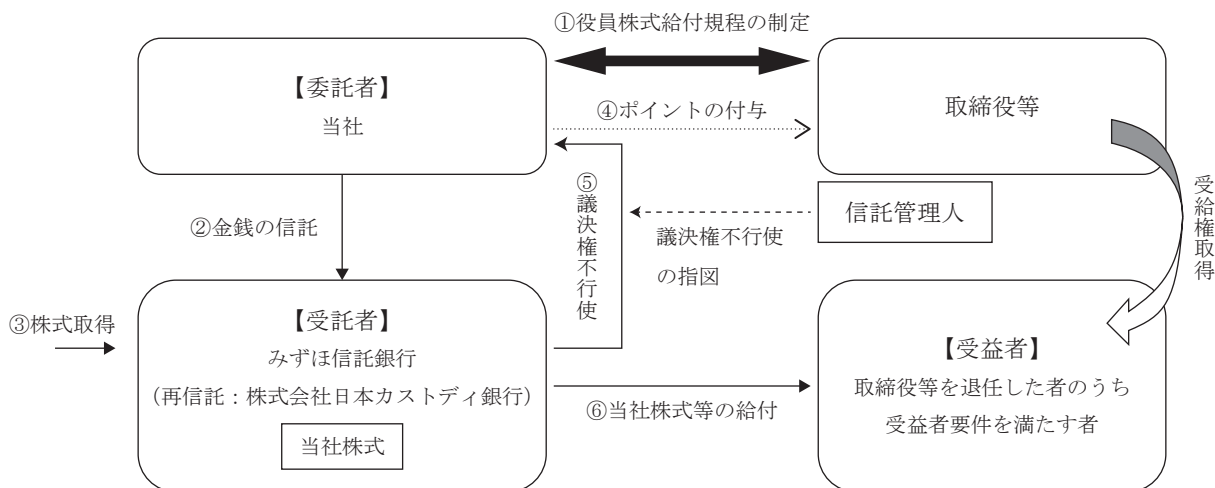 ①役員株式給付規程の制定
【委託者】
当社
④ポイントの付与
取締役等
②金銭の信託
⑤議決権不行使
議決権不行使
の指図
信託管理人
受給権取得
③株式取得
【受託者】
みずほ信託銀行
(再信託:株式会社日本カストディ銀行)
当社株式
⑥当社株式等の給付
【受益者】
取締役等を退任した者のうち
受益者要件を満たす者